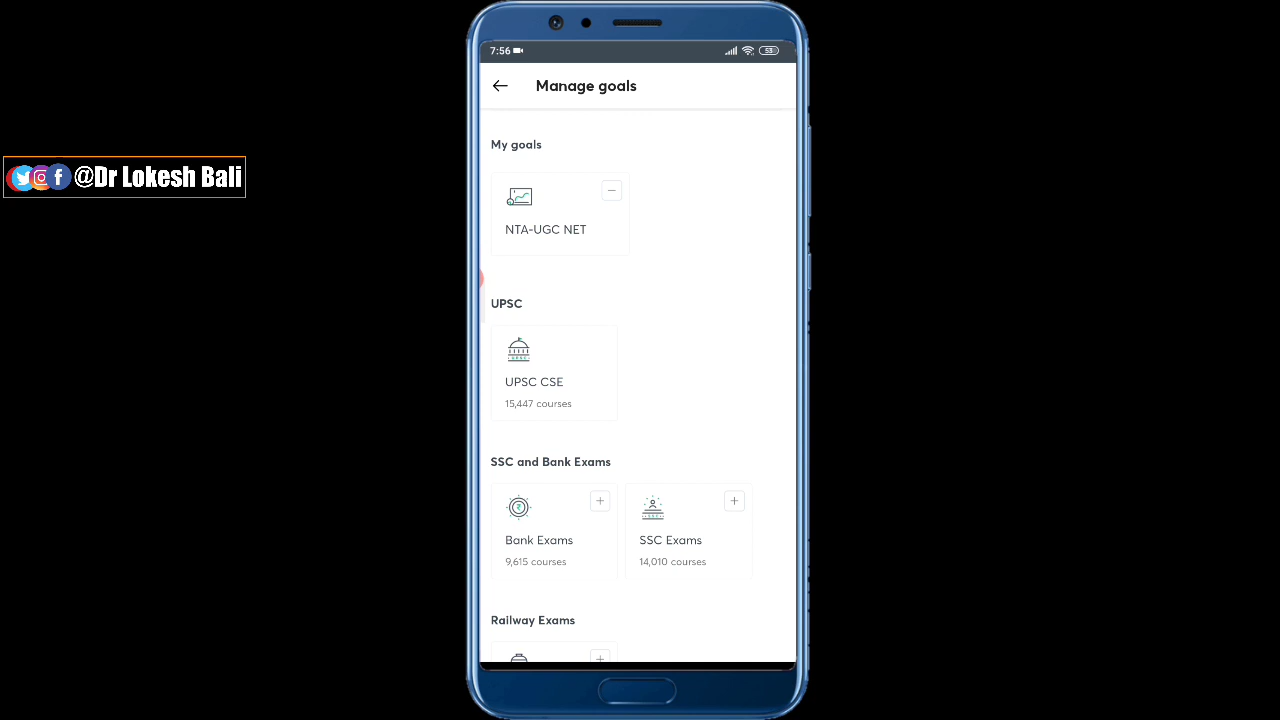 7:56
53
Manage goals
@Dr Lokesh Bali
My goals
NTA-UGC NET
UPSC
UPSC CSE
15,447 courses
SSC and Bank Exams
Bank Exams
9,615 courses
SSC Exams
14,010 courses
Railway Exams